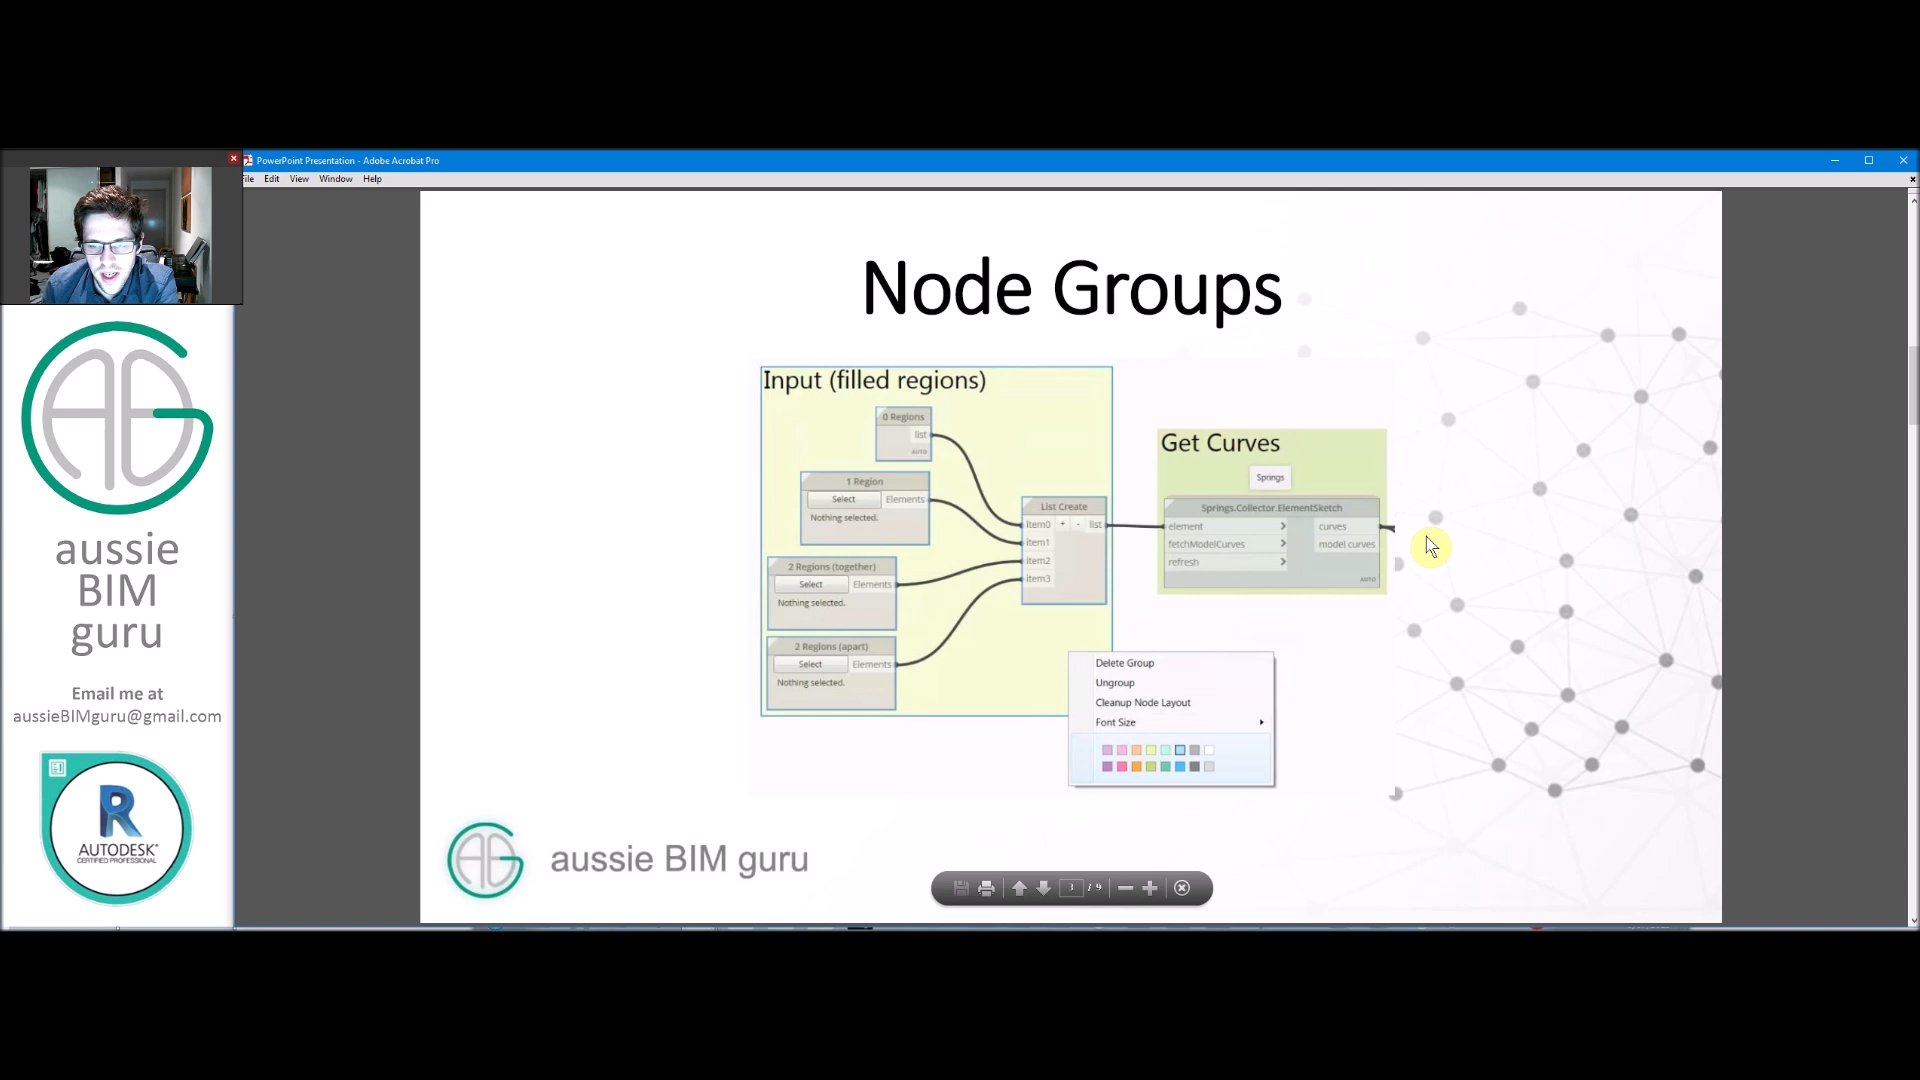 PowerPoint Presentation - Adobe Acrobat Pro
File Edit View Window Help
aussie
BIM
guru
Email me at
aussieBIMguru@gmail.com
R
AUTODESK
CERTIFIED PROFESSIONAL
Node Groups
Input (filled regions)
0 Regions
list
AUTO
1 Region
Select Elements
Nothing selected.
2 Regions (together)
Select Elements
Nothing selected.
2 Regions (apart)
Select Elements
Nothing selected.
List Create
item0 + - list
item1
item2
item3
Get Curves
Springs
Springs.Collector.ElementSketch
element > curves
fetchModelCurves > model curves
refresh >
AUTO
Delete Group
Ungroup
Cleanup Node Layout
Font Size
aussie BIM guru
3 / 9